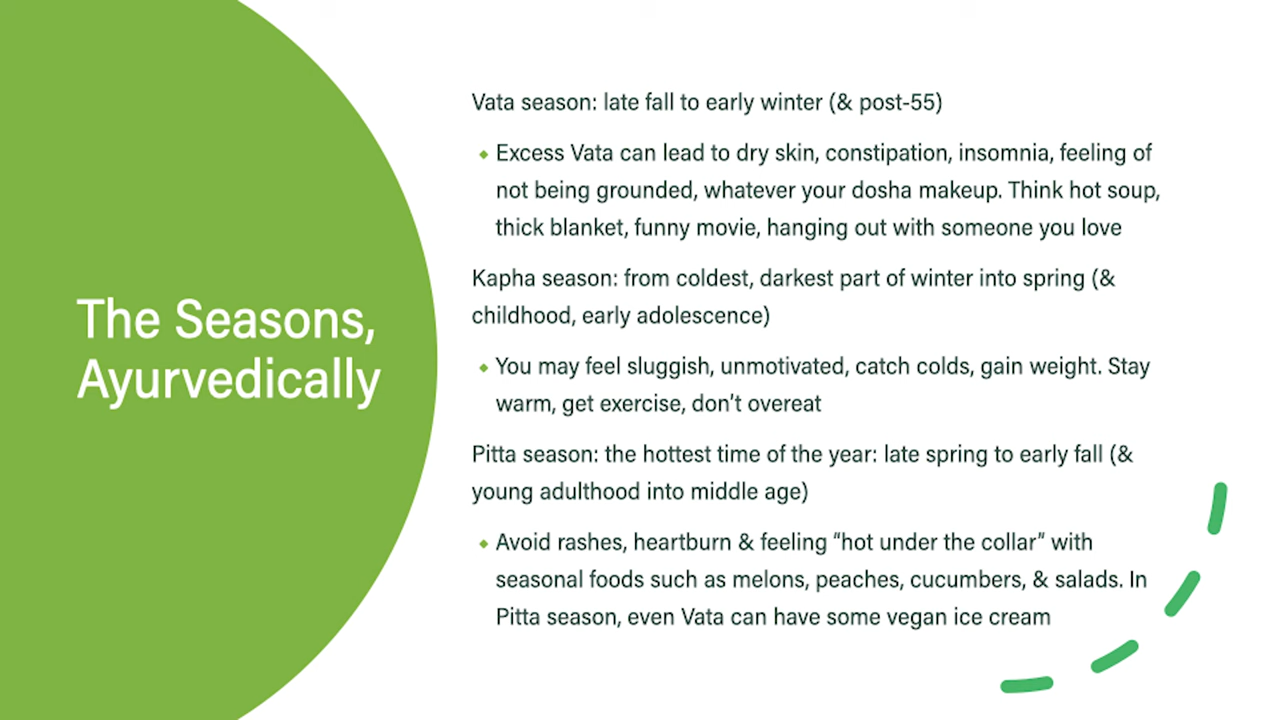 The Seasons,
Ayurvedically
Vata season: late fall to early winter (& post-55)
Excess Vata can lead to dry skin, constipation, insomnia, feeling of
not being grounded, whatever your dosha makeup. Think hot soup,
thick blanket, funny movie, hanging out with someone you love
Kapha season: from coldest, darkest part of winter into spring (&
childhood, early adolescence)
You may feel sluggish, unmotivated, catch colds, gain weight. Stay
warm, get exercise, don’t overeat
Pitta season: the hottest time of the year: late spring to early fall (&
young adulthood into middle age)
Avoid rashes, heartburn & feeling “hot under the collar” with
seasonal foods such as melons, peaches, cucumbers, & salads. In
Pitta season, even Vata can have some vegan ice cream